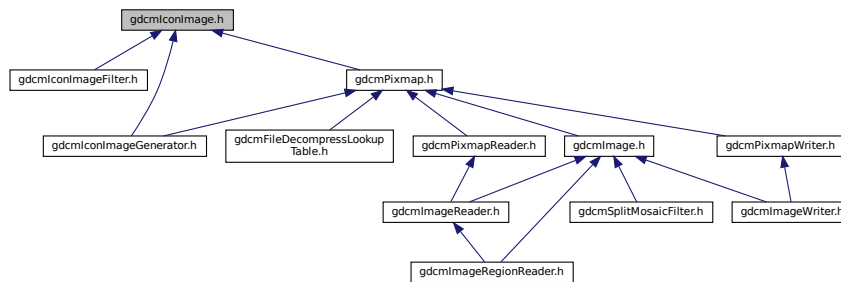 gdcmIconImage.h
gdcmIconImageFilter.h
gdcmPixmap.h
gdcmIconImageGenerator.h
gdcmFileDecompressLookup
Table.h
gdcmPixmapReader.h
gdcmImage.h
gdcmPixmapWriter.h
gdcmImageReader.h
gdcmSplitMosaicFilter.h
gdcmImageWriter.h
gdcmImageRegionReader.h